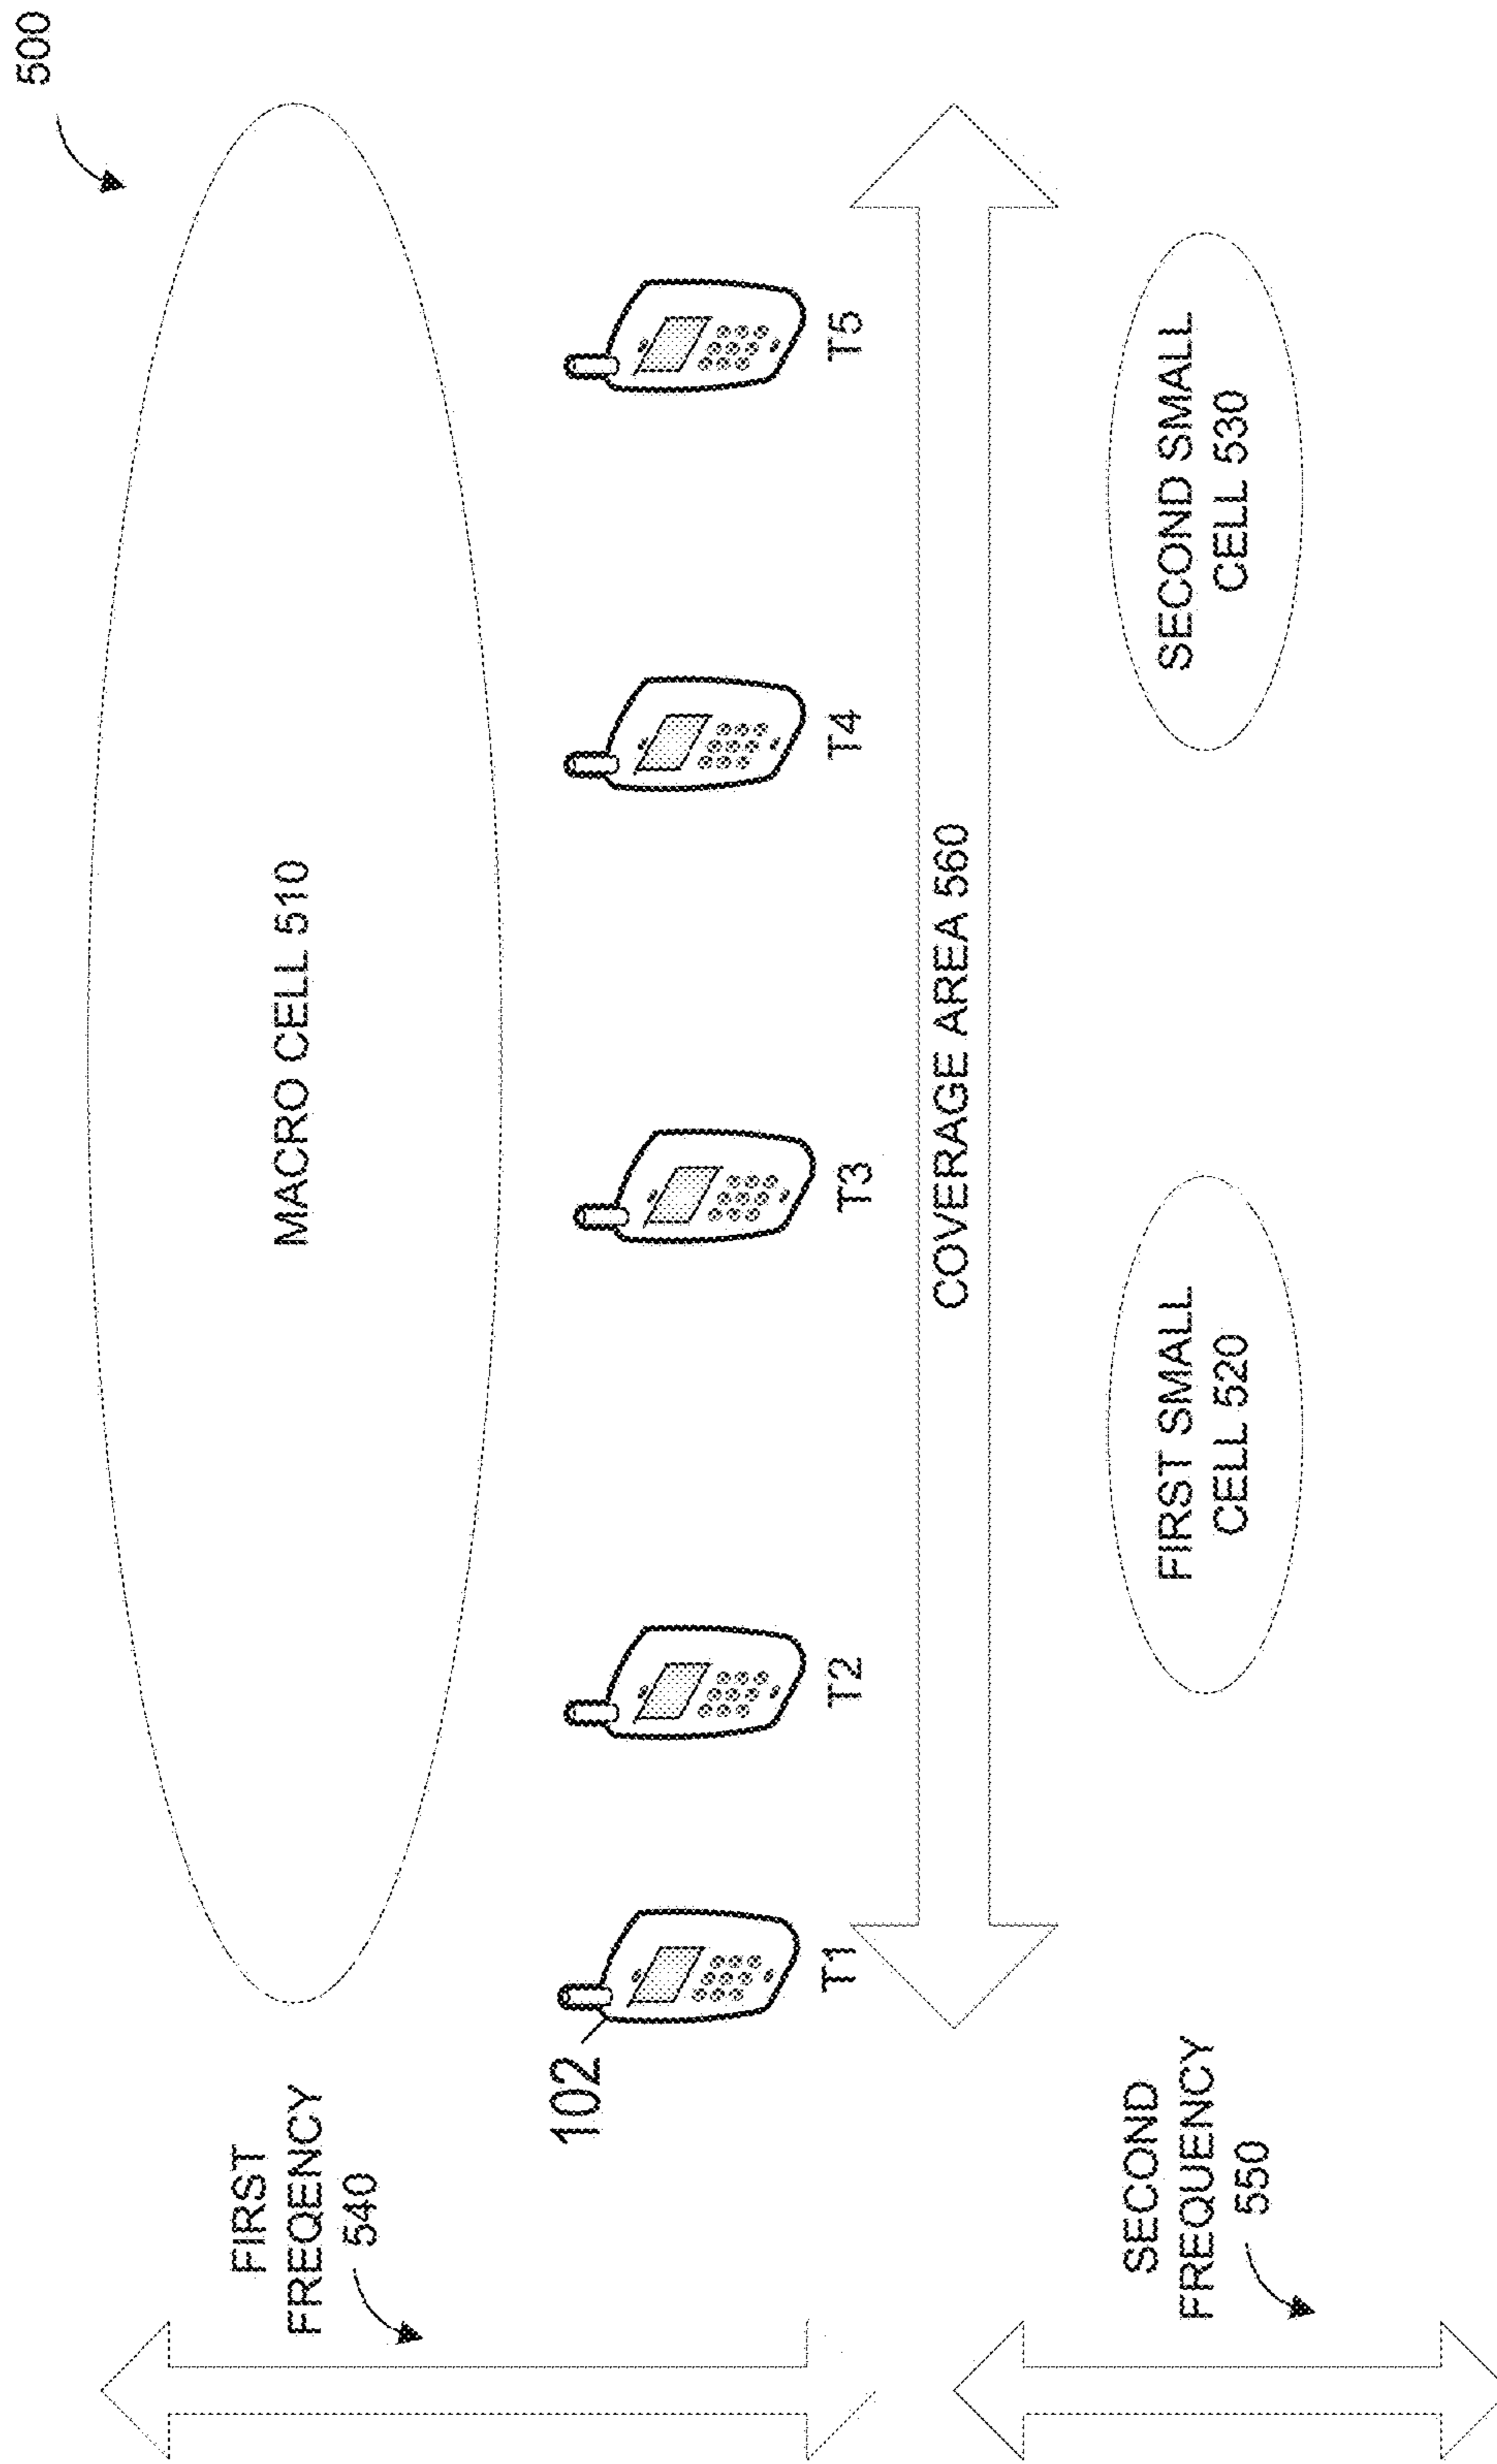 500
FIRST
FREQENCY
540
MACRO CELL 510
102
T1
T2
T3
T4
T5
COVERAGE AREA 560
SECOND
FREQUENCY
550
FIRST SMALL
CELL 520
SECOND SMALL
CELL 530